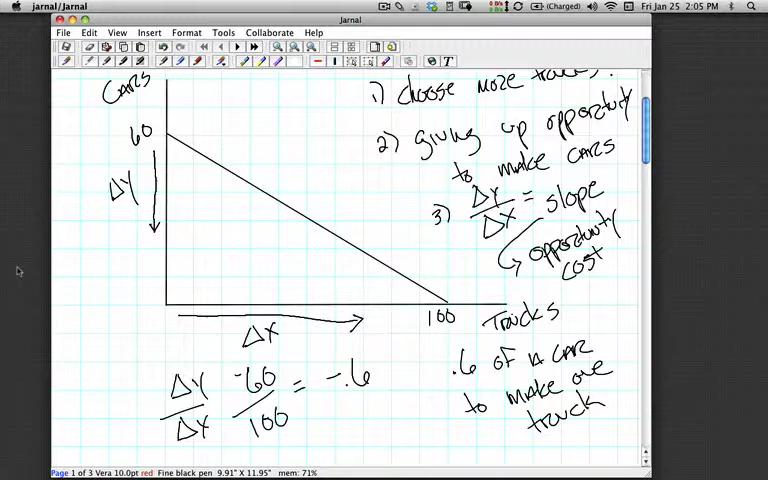 jarnal/Jarnal
(Charged)
Fri Jan 25 2:05 PM
Jarnal
File Edit View Insert Format Tools Collaborate Help
CARS
1) choose more trucks.
60
2) giving up opportunity
to make CARS
ΔY
3) ΔY/ΔX = slope
opportunity
cost
100
Trucks
ΔX
ΔY/ΔX -60/100 = -.6
.6 OF A CAR
to make one
truck
Page 1 of 3 Vera 10.0pt red Fine black pen 9.91" X 11.95" mem: 71%